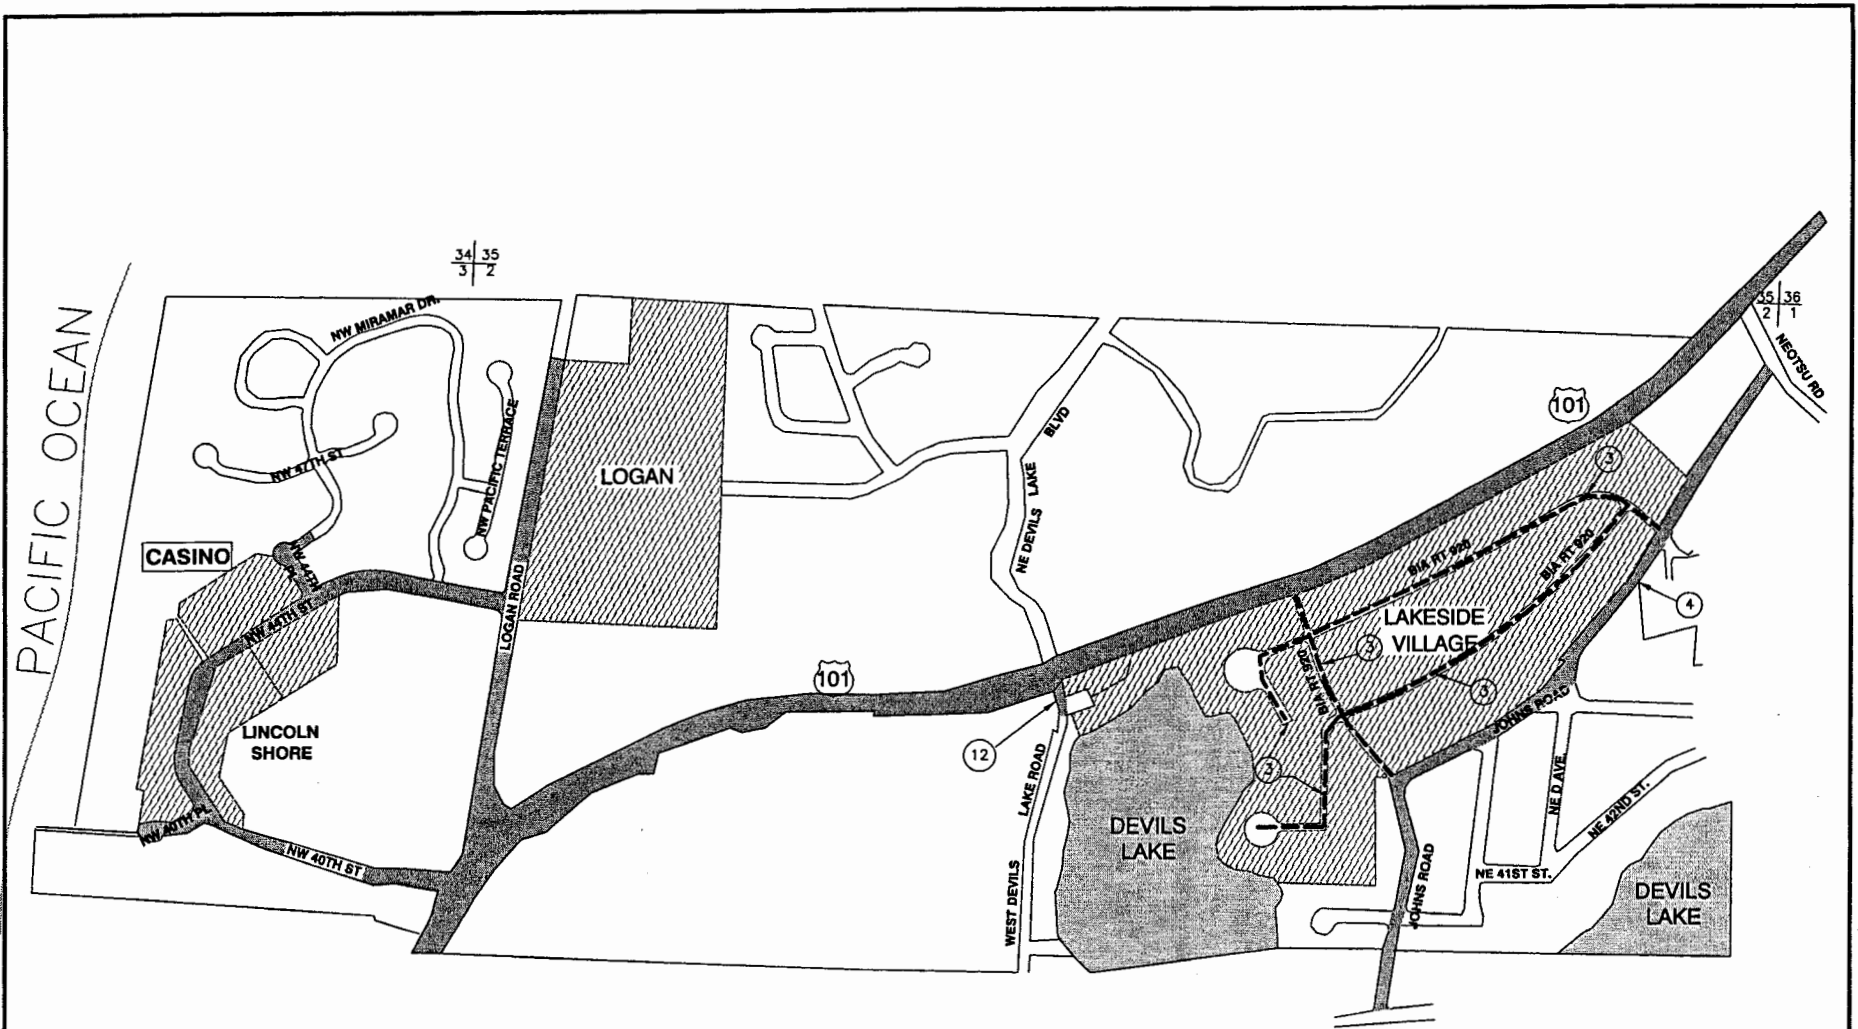 34 35
3 2
35 36
2 1
PACIFIC OCEAN
NW MIRAMAR DR.
NW PACIFIC TERRACE
NW 47TH ST
CASINO
NW 44TH PL
NW 44TH ST.
LOGAN ROAD
LOGAN
LINCOLN
SHORE
NW 40TH PL
NW 40TH ST
101
NE DEVILS LAKE BLVD
12
WEST DEVILS LAKE ROAD
DEVILS
LAKE
101
NEOTSU RD
3
BIA RT 920
BIA RT 920
LAKESIDE
VILLAGE
4
3
BIA RT 920
3
3
JOHNS ROAD
NE D AVE.
NE 42ND ST.
NE 41ST ST.
JOHNS ROAD
DEVILS
LAKE